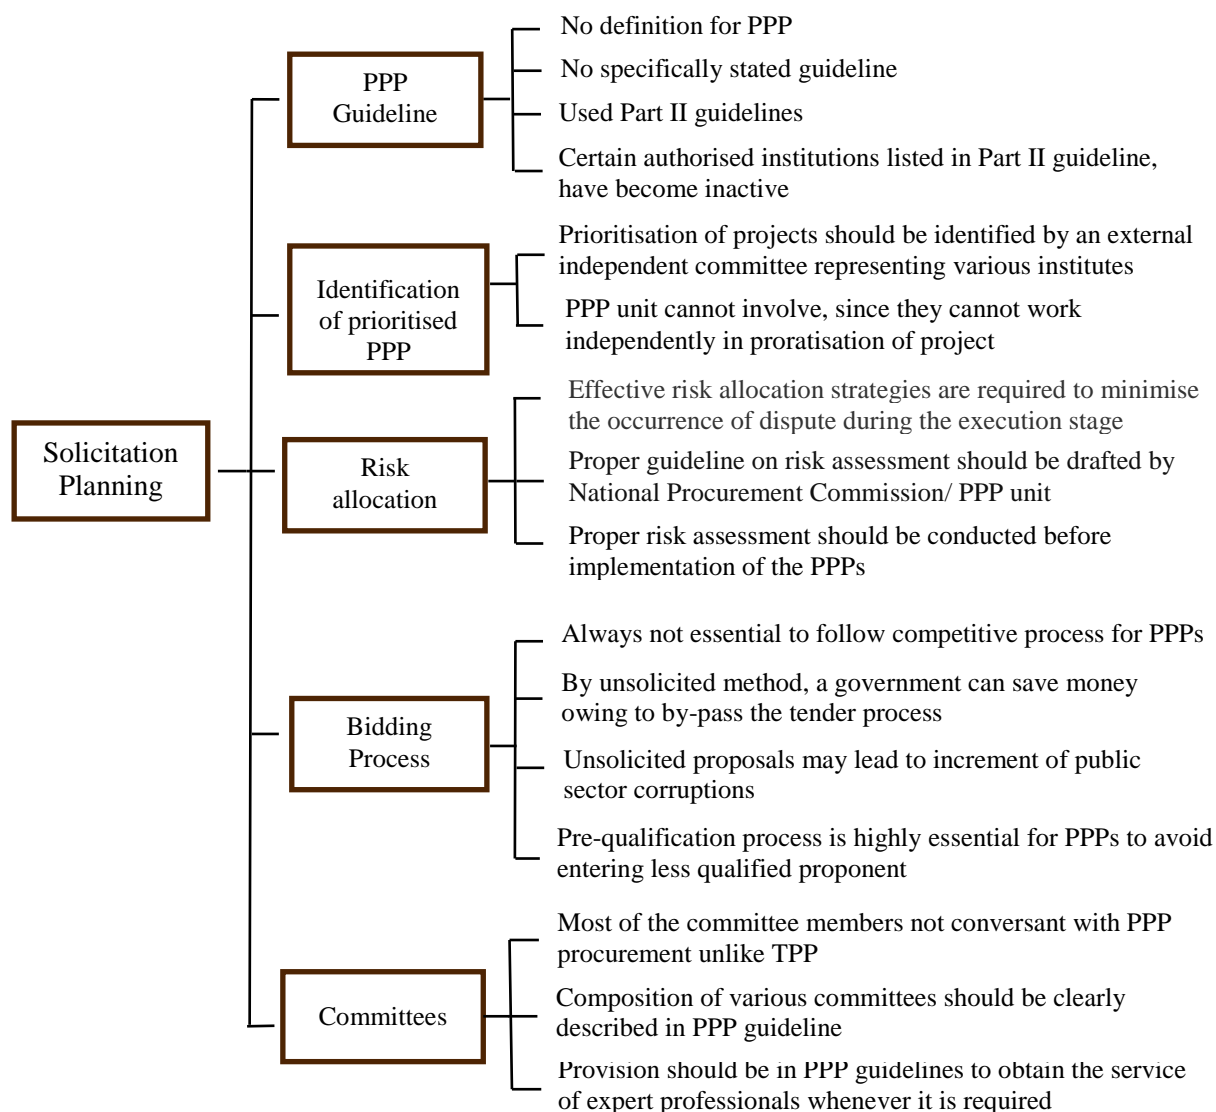 Solicitation
Planning
PPP
Guideline
No definition for PPP
No specifically stated guideline
Used Part II guidelines
Certain authorised institutions listed in Part II guideline,
have become inactive
Identification
of prioritised
PPP
Prioritisation of projects should be identified by an external
independent committee representing various institutes
PPP unit cannot involve, since they cannot work
independently in proratisation of project
Risk
allocation
Effective risk allocation strategies are required to minimise
the occurrence of dispute during the execution stage
Proper guideline on risk assessment should be drafted by
National Procurement Commission/ PPP unit
Proper risk assessment should be conducted before
implementation of the PPPs
Bidding
Process
Always not essential to follow competitive process for PPPs
By unsolicited method, a government can save money
owing to by-pass the tender process
Unsolicited proposals may lead to increment of public
sector corruptions
Pre-qualification process is highly essential for PPPs to avoid
entering less qualified proponent
Committees
Most of the committee members not conversant with PPP
procurement unlike TPP
Composition of various committees should be clearly
described in PPP guideline
Provision should be in PPP guidelines to obtain the service
of expert professionals whenever it is required